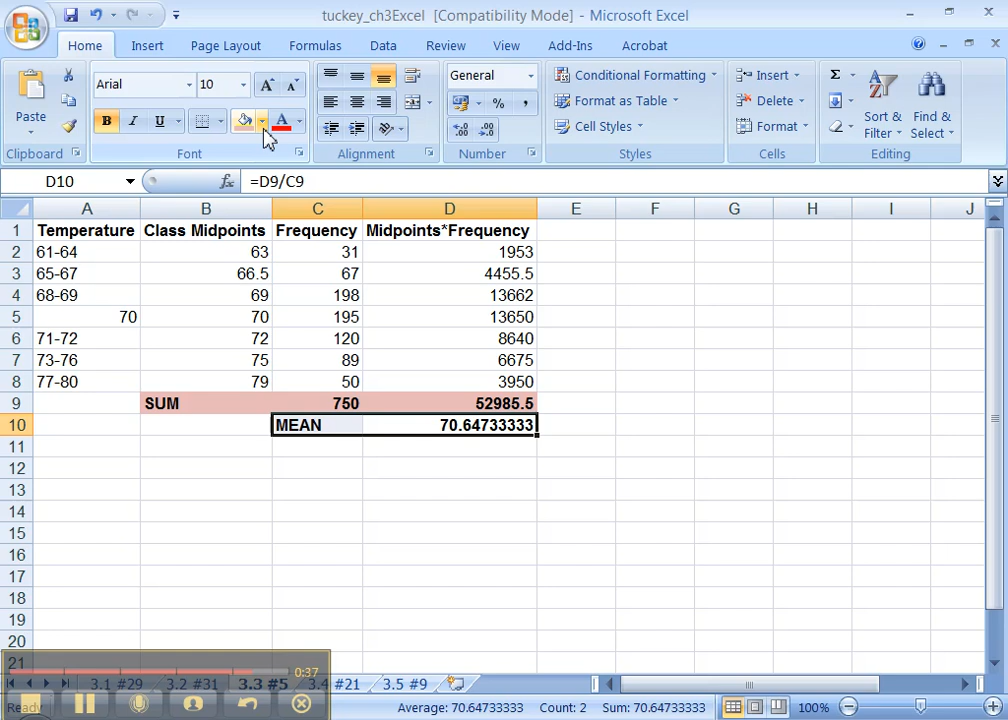 tuckey_ch3Excel [Compatibility Mode] - Microsoft Excel
Home Insert Page Layout Formulas Data Review View Add-Ins Acrobat
Paste
Clipboard
Arial 10
B I U
Font
Alignment
General
$ % ,
Number
Conditional Formatting
Format as Table
Cell Styles
Styles
Insert
Delete
Format
Cells
Sort & Filter
Find & Select
Editing
D10 fx =D9/C9
A B C D E F G H I J
1 Temperature Class Midpoints Frequency Midpoints*Frequency
2 61-64 63 31 1953
3 65-67 66.5 67 4455.5
4 68-69 69 198 13662
5 70 70 195 13650
6 71-72 72 120 8640
7 73-76 75 89 6675
8 77-80 79 50 3950
9 SUM 750 52985.5
10 MEAN 70.64733333
11
12
13
14
15
16
17
18
19
20
21
0:37
3.1 #29 3.2 #31 3.3 #5 3.4 #21 3.5 #9
Ready Average: 70.64733333 Count: 2 Sum: 70.64733333 100%